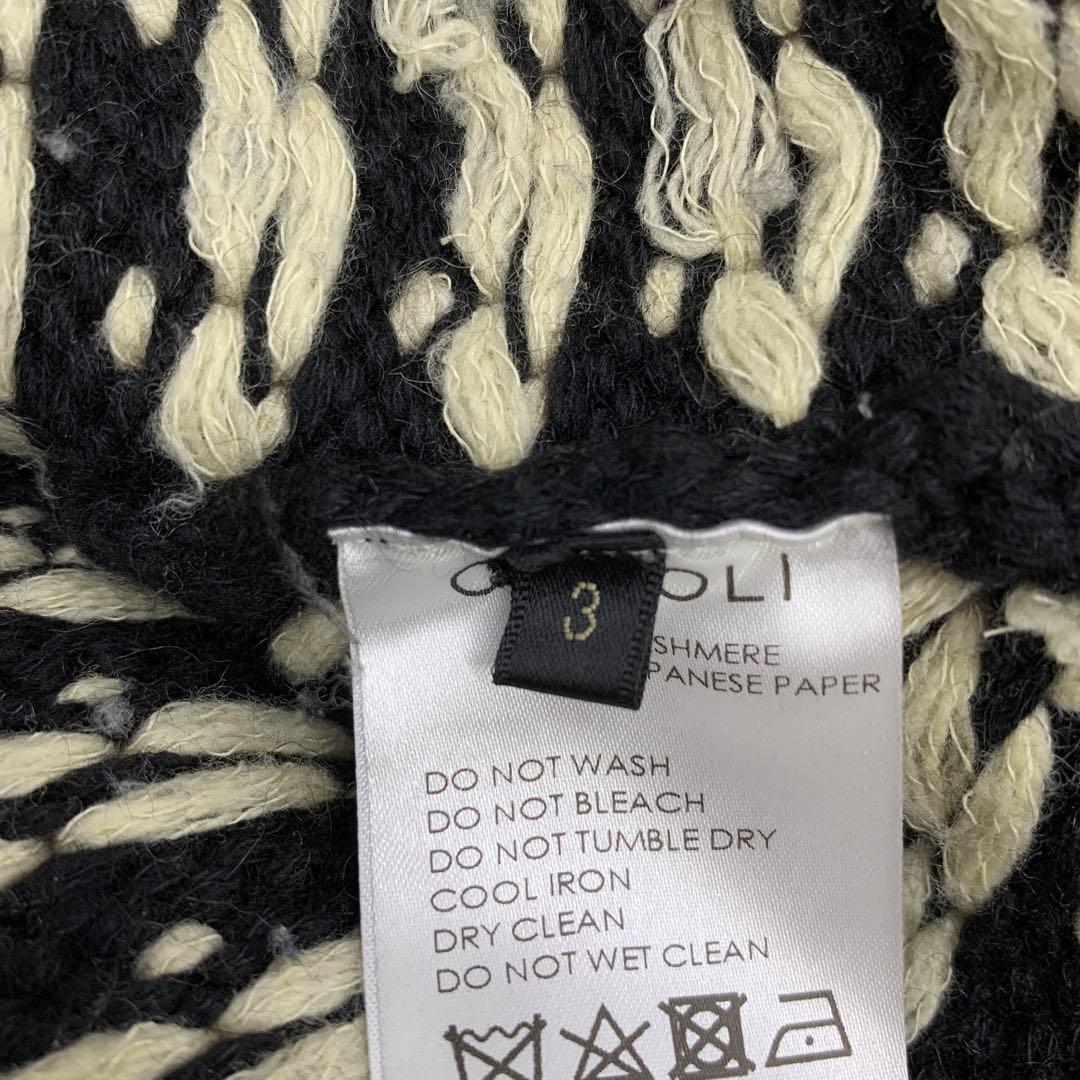 3
PANESE PAPER
DO NOT WASH
DO NOT BLEACH
DO NOT TUMBLE DRY
COOL IRON
DRY CLEAN
DO NOT WET CLEAN